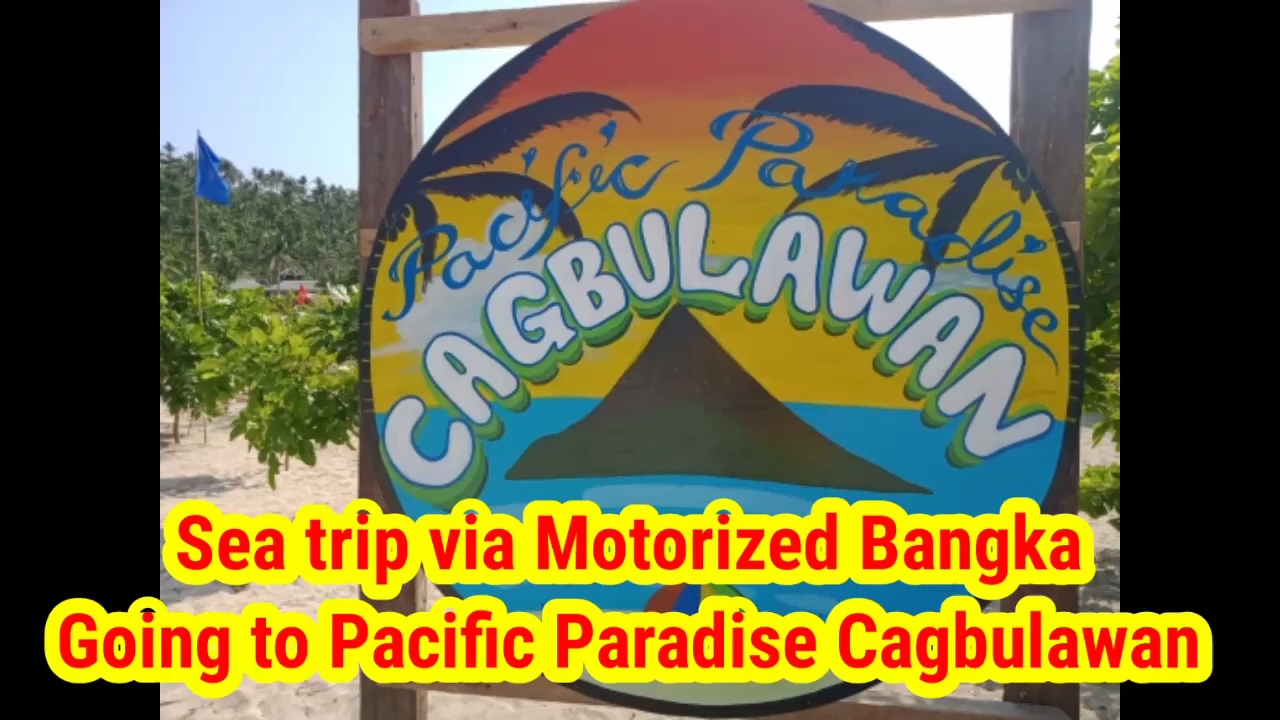 Pacific Paradise
CAGBULAWAN
Sea trip via Motorized Bangka
Going to Pacific Paradise Cagbulawan